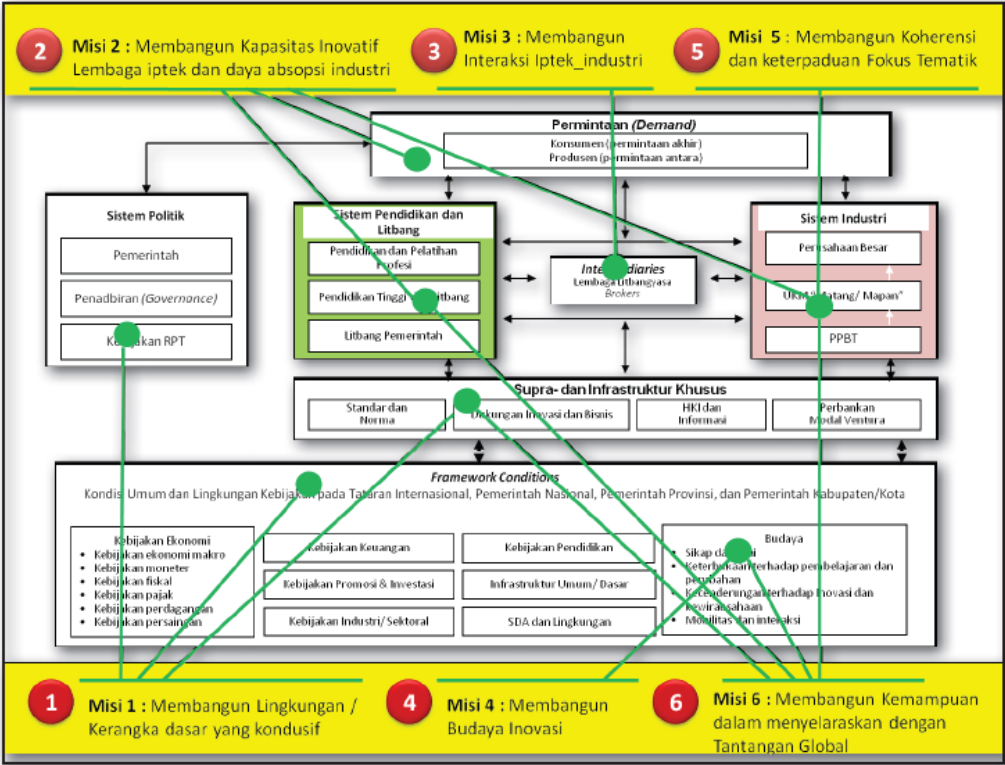 2
Misi 2 : Membangun Kapasitas Inovatif
Lembaga iptek dan daya absopsi industri
3
Misi 3 : Membangun
Interaksi Iptek_industri
5
Misi 5 : Membangun Koherensi
dan keterpaduan Fokus Tematik
Permintaan (Demand)
Konsumen (permintaan akhir)
Produsen (permintaan antara)
Sistem Politik
Pemerintah
Penadbiran (Governance)
RPT
Sistem Pendidikan dan
Litbang
Pendidikan dan Pelatihan
Profesi
Pendidikan Tinggi Litbang
Litbang Pemerintah
Lembaga Litbangyasa
Brokers
Sistem Industri
Perusahaan Besar
Mapan"
PPBT
Supra- dan Infrastruktur Khusus
Standar dan
Norma
Dukungan Inovasi dan Bisnis
HKI dan
Informasi
Perbankan
Modal Ventura
Framework Conditions
Kondisi Umum dan Lingkungan Kebijakan pada Tataran Internasional, Pemerintah Nasional, Pemerintah Provinsi, dan Pemerintah Kabupaten/Kota
Kebijakan Ekonomi
• Kebijakan ekonomi makro
• Kebijakan moneter
• Kebijakan fiskal
• Kebijakan pajak
• Kebijakan perdagangan
• Kebijakan persaingan
Kebijakan Keuangan
Kebijakan Pendidikan
Kebijakan Promosi & Investasi
Infrastruktur Umum/ Dasar
Kebijakan Industri/ Sektoral
SDA dan Lingkungan
Budaya
• Sikap
• Keterbukaan terhadap pembelajaran dan
perubahan
• Kecenderungan terhadap Inovasi dan
kewirausahaan
• Mobilitas dan interaksi
1
Misi 1 : Membangun Lingkungan /
Kerangka dasar yang kondusif
4
Misi 4 : Membangun
Budaya Inovasi
6
Misi 6 : Membangun Kemampuan
dalam menyelaraskan dengan
Tantangan Global